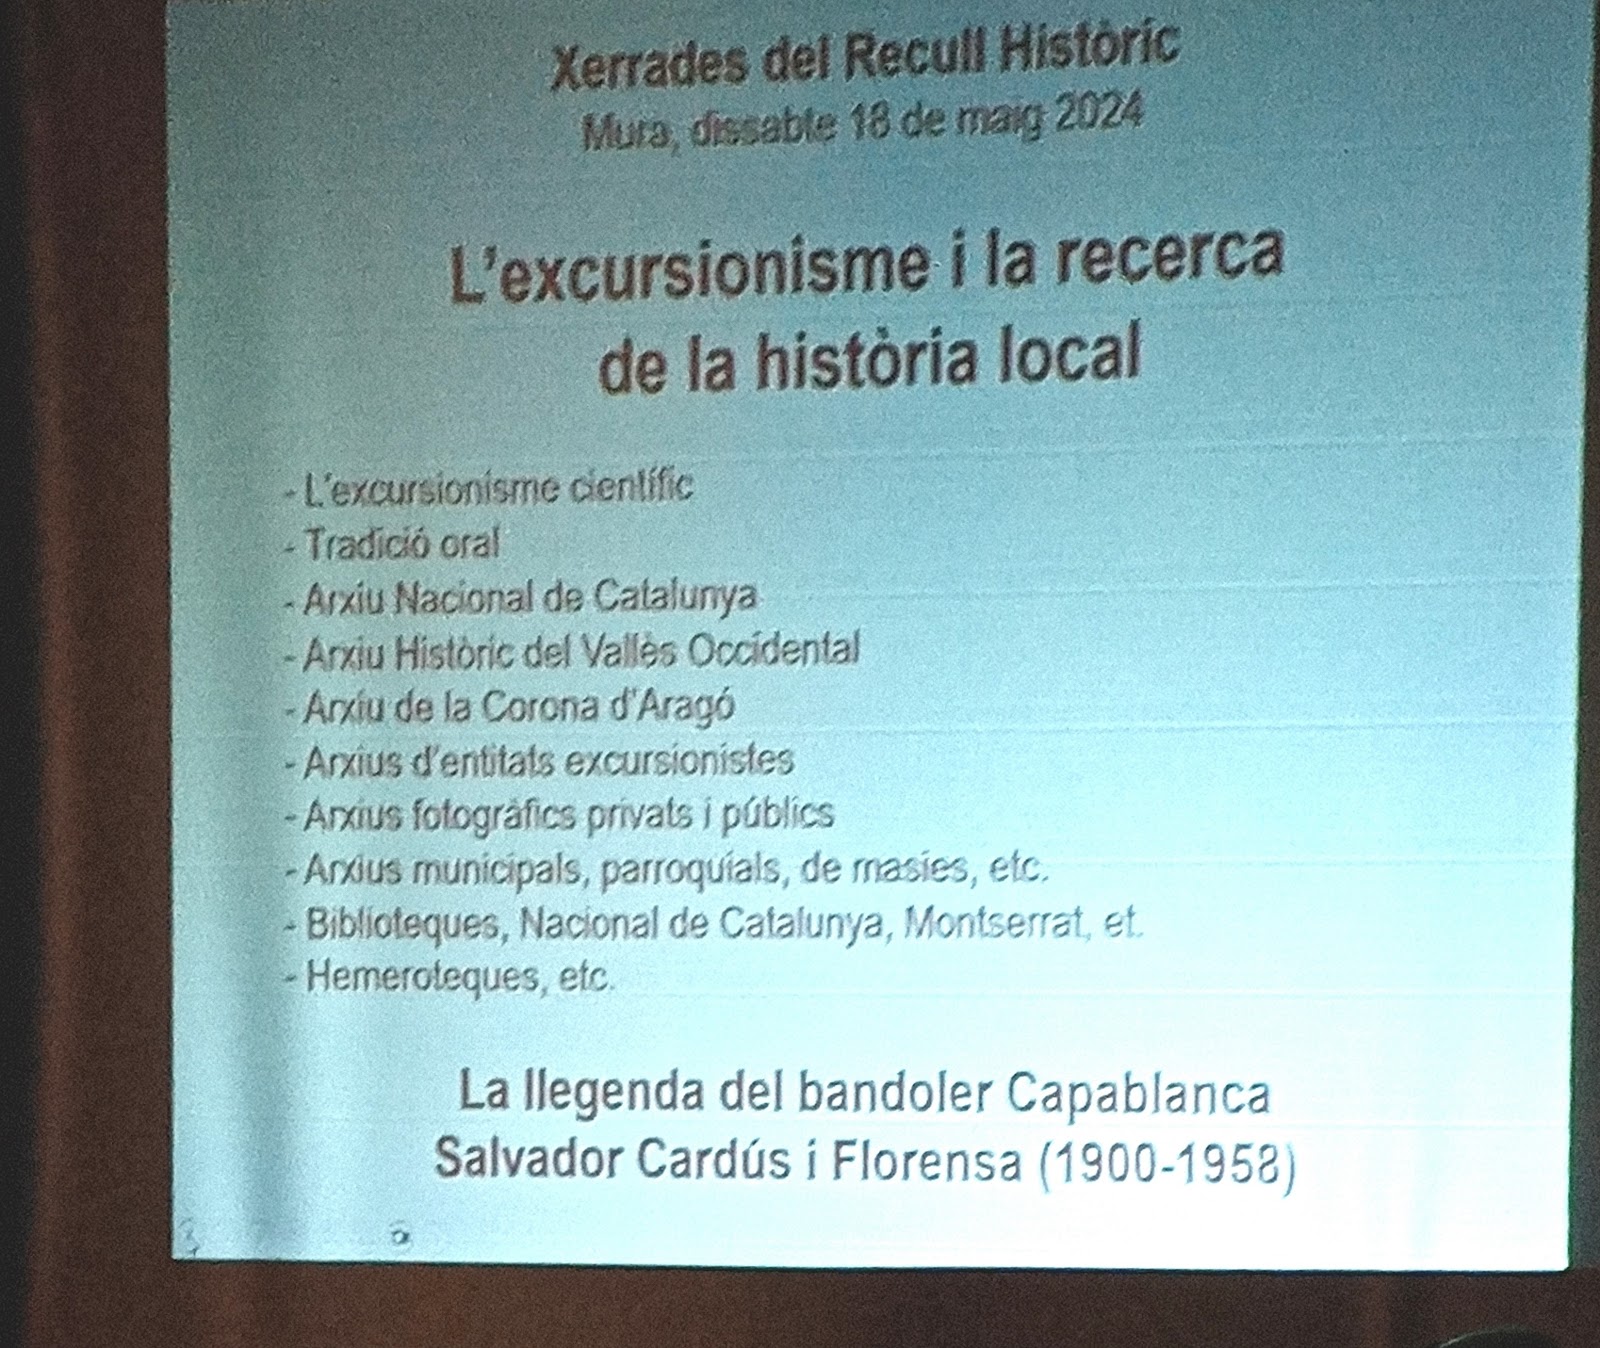 Xerrades del Recull Històric
Mura, dissabte 18 de maig 2024
L'excursionisme i la recerca
de la història local
- L'excursionisme científic
- Tradició oral
- Arxiu Nacional de Catalunya
- Arxiu Històric del Vallès Occidental
- Arxiu de la Corona d'Aragó
- Arxius d'entitats excursionistes
- Arxius fotogràfics privats i públics
- Arxius municipals, parroquials, de masies, etc.
- Biblioteques, Nacional de Catalunya, Montserrat, et.
- Hemeroteques, etc.
La llegenda del bandoler Capablanca
Salvador Cardús i Florensa (1900-1958)